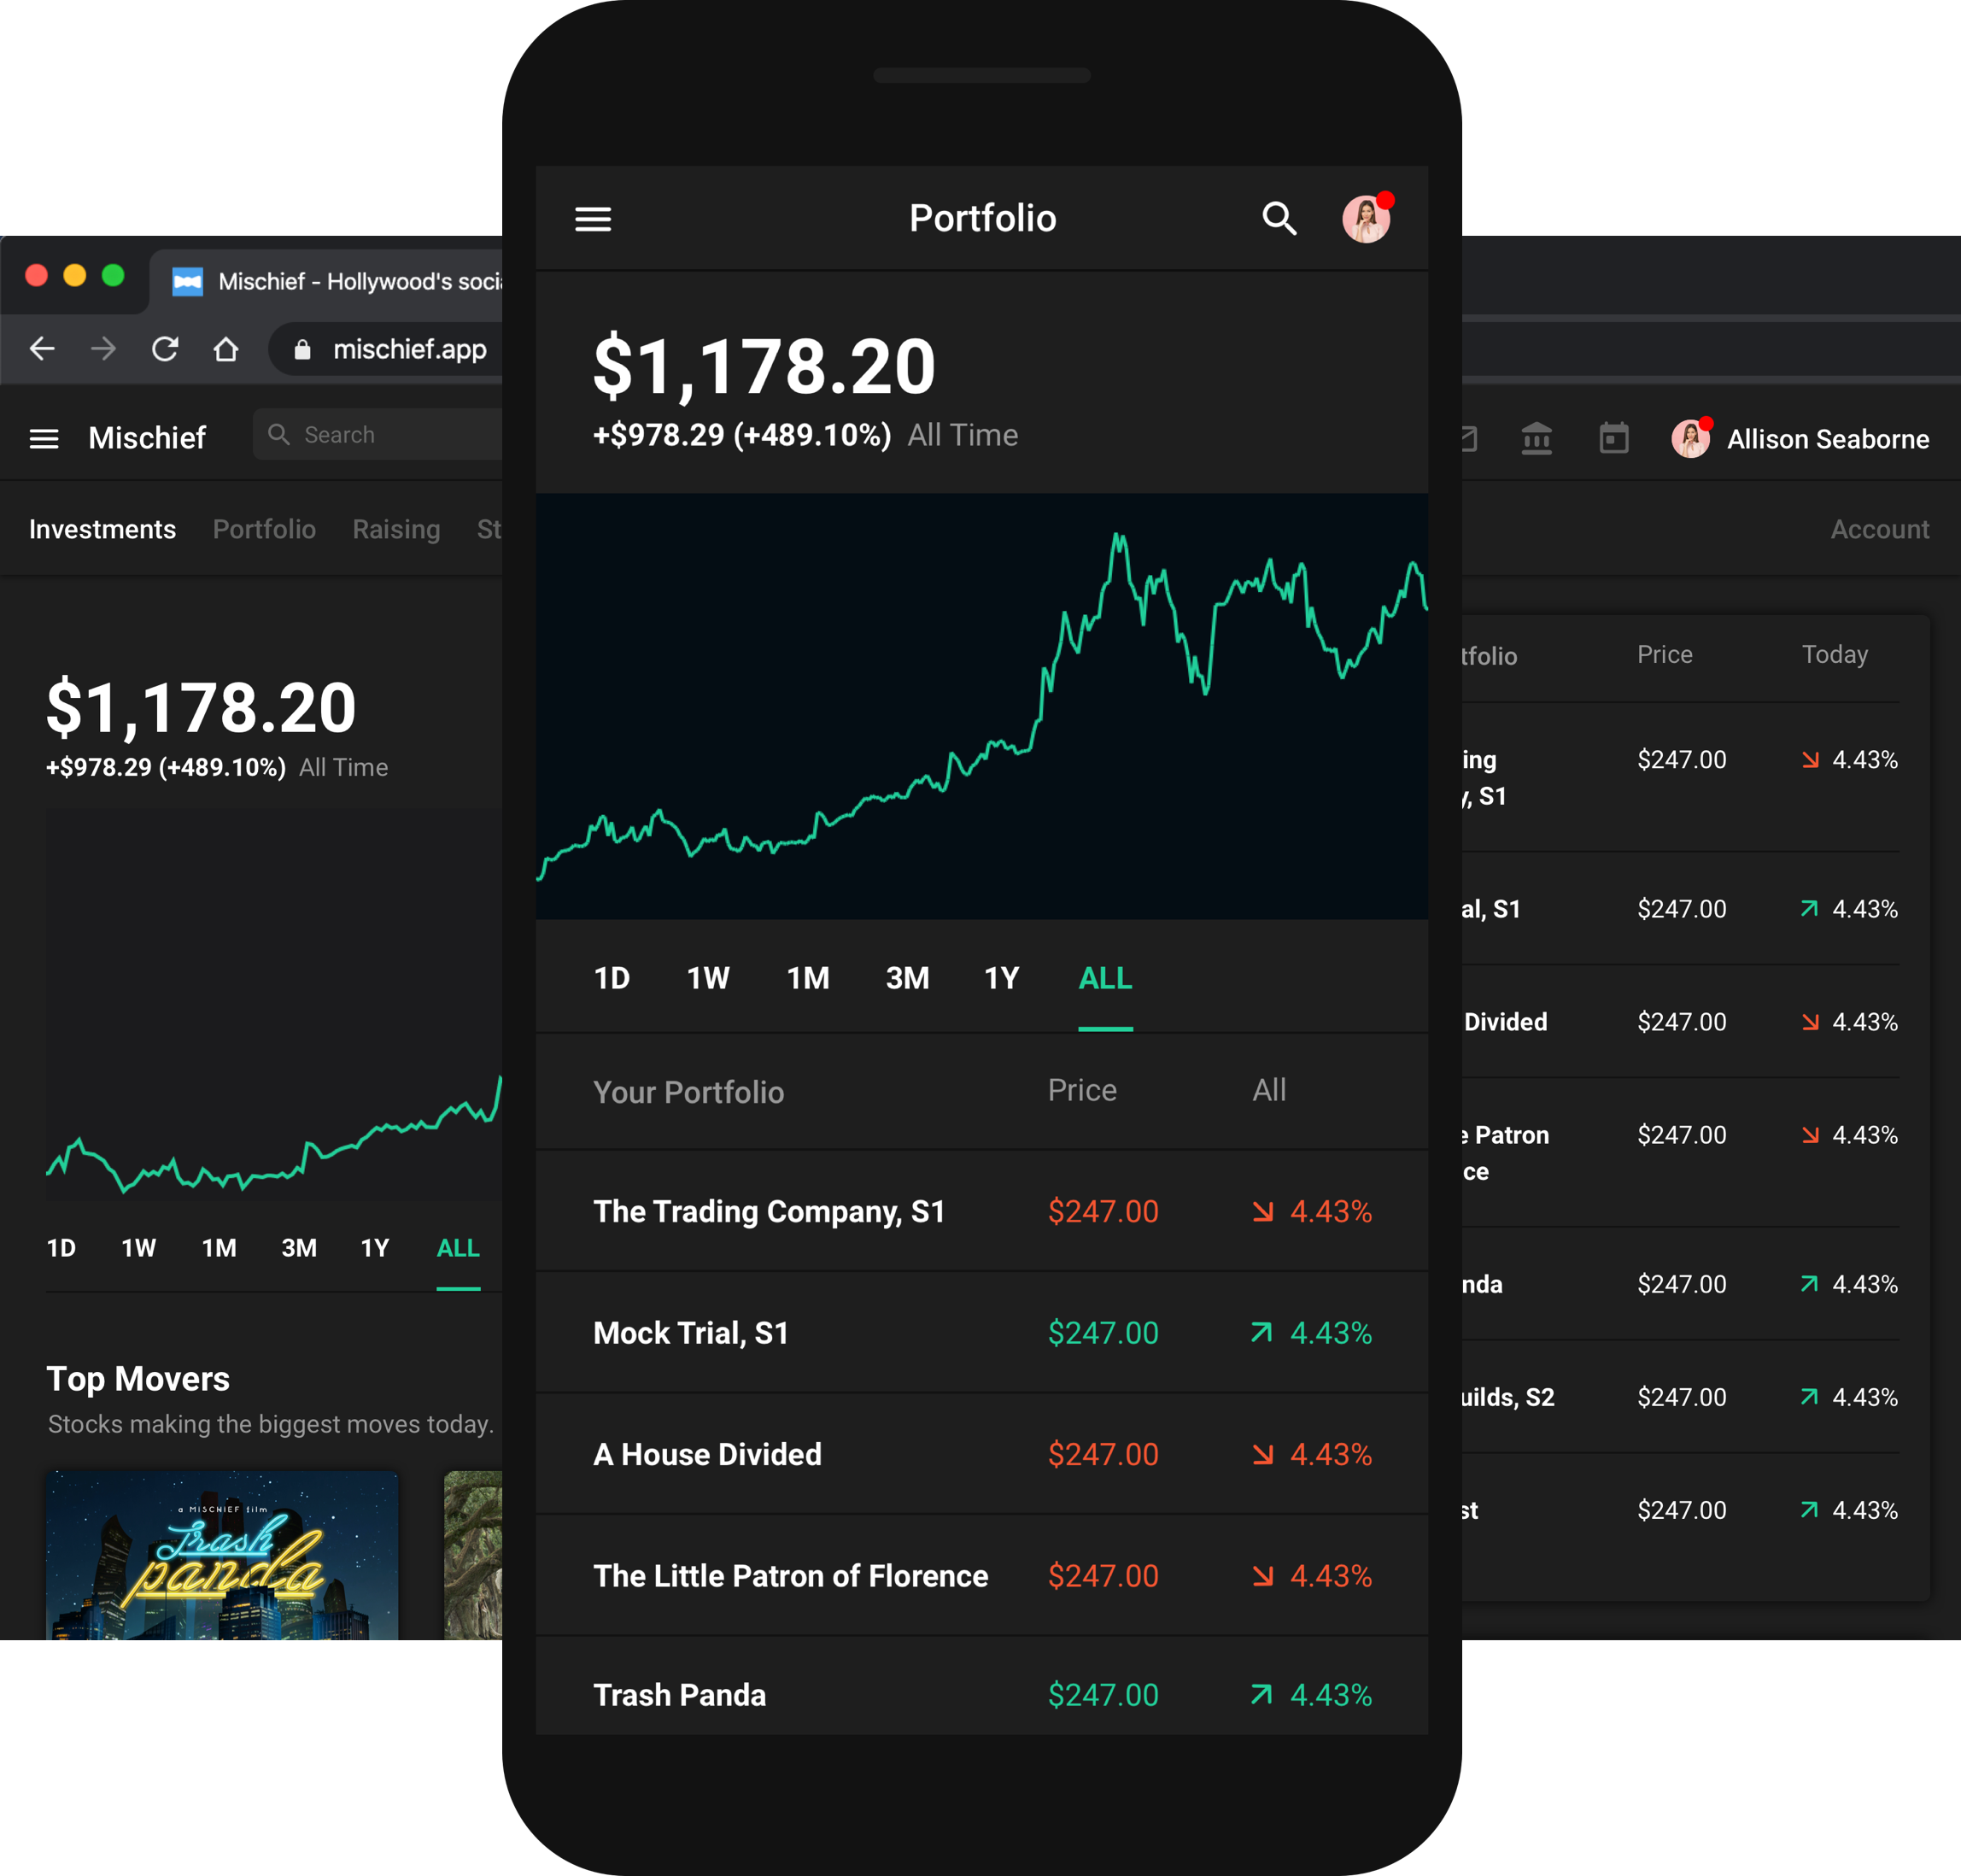 Mischief - Hollywood's soci
mischief.app
Mischief
Search
Investments Portfolio Raising St
$1,178.20
+$978.29 (+489.10%) All Time
1D 1W 1M 3M 1Y ALL
Top Movers
Stocks making the biggest moves today.
a MISCHIEF film
Trash
panda
Portfolio
$1,178.20
+$978.29 (+489.10%) All Time
1D 1W 1M 3M 1Y ALL
Your Portfolio Price All
The Trading Company, S1 $247.00 4.43%
Mock Trial, S1 $247.00 4.43%
A House Divided $247.00 4.43%
The Little Patron of Florence $247.00 4.43%
Trash Panda $247.00 4.43%
Allison Seaborne
Account
tfolio Price Today
ing $247.00 4.43%
y, S1
al, S1 $247.00 4.43%
Divided $247.00 4.43%
e Patron $247.00 4.43%
ce
nda $247.00 4.43%
uilds, S2 $247.00 4.43%
st $247.00 4.43%